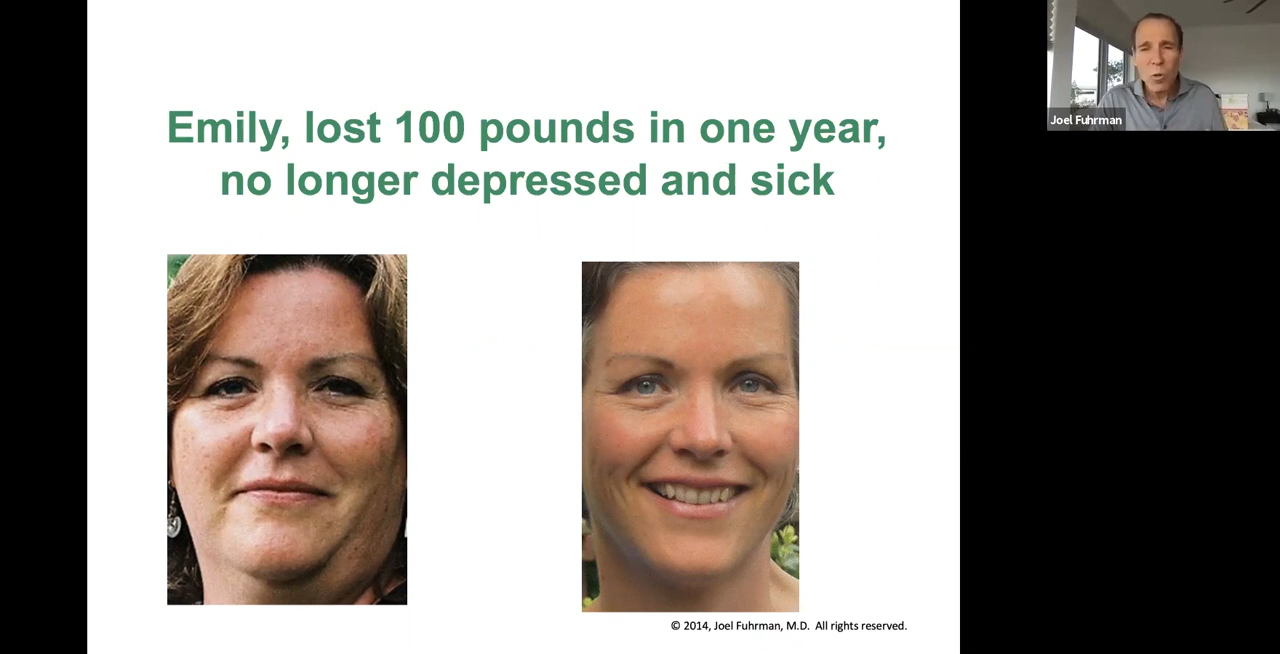 Emily, lost 100 pounds in one year,
no longer depressed and sick
Joel Fuhrman
© 2014, Joel Fuhrman, M.D.  All rights reserved.